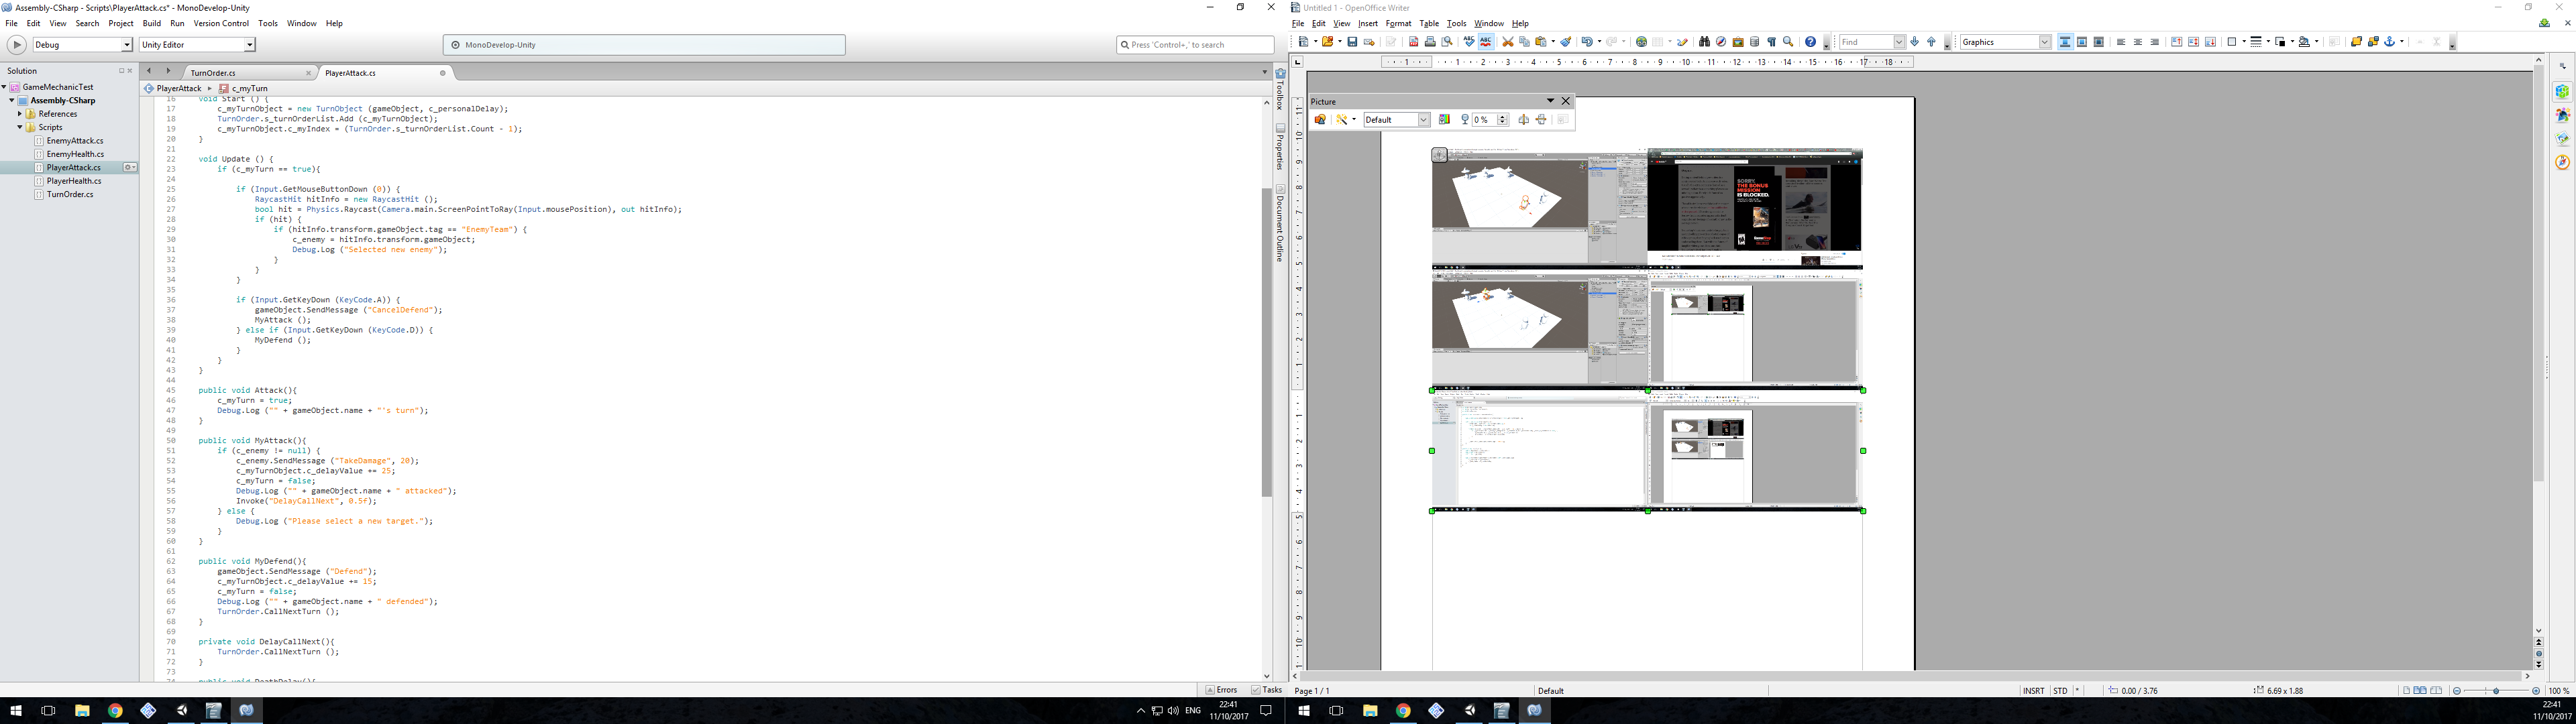 Assembly-CSharp - Scripts\PlayerAttack.cs* - MonoDevelop-Unity
File Edit View Search Project Build Run Version Control Tools Window Help
Debug Unity Editor MonoDevelop-Unity Press 'Control+,' to search
Solution
GameMechanicTest
Assembly-CSharp
References
Scripts
EnemyAttack.cs
EnemyHealth.cs
PlayerAttack.cs
PlayerHealth.cs
TurnOrder.cs
TurnOrder.cs PlayerAttack.cs
PlayerAttack c_myTurn
16 void Start () {
17 c_myTurnObject = new TurnObject (gameObject, c_personalDelay);
18 TurnOrder.s_turnOrderList.Add (c_myTurnObject);
19 c_myTurnObject.c_myIndex = (TurnOrder.s_turnOrderList.Count - 1);
20 }
21
22 void Update () {
23 if (c_myTurn == true){
24
25 if (Input.GetMouseButtonDown (0)) {
26 RaycastHit hitInfo = new RaycastHit ();
27 bool hit = Physics.Raycast(Camera.main.ScreenPointToRay(Input.mousePosition), out hitInfo);
28 if (hit) {
29 if (hitInfo.transform.gameObject.tag == "EnemyTeam") {
30 c_enemy = hitInfo.transform.gameObject;
31 Debug.Log ("Selected new enemy");
32 }
33 }
34 }
35
36 if (Input.GetKeyDown (KeyCode.A)) {
37 gameObject.SendMessage ("CancelDefend");
38 MyAttack ();
39 } else if (Input.GetKeyDown (KeyCode.D)) {
40 MyDefend ();
41 }
42 }
43 }
44
45 public void Attack(){
46 c_myTurn = true;
47 Debug.Log ("" + gameObject.name + "'s turn");
48 }
49
50 public void MyAttack(){
51 if (c_enemy != null) {
52 c_enemy.SendMessage ("TakeDamage", 20);
53 c_myTurnObject.c_delayValue += 25;
54 c_myTurn = false;
55 Debug.Log ("" + gameObject.name + " attacked");
56 Invoke("DelayCallNext", 0.5f);
57 } else {
58 Debug.Log ("Please select a new target.");
59 }
60 }
61
62 public void MyDefend(){
63 gameObject.SendMessage ("Defend");
64 c_myTurnObject.c_delayValue += 15;
65 c_myTurn = false;
66 Debug.Log ("" + gameObject.name + " defended");
67 TurnOrder.CallNextTurn ();
68 }
69
70 private void DelayCallNext(){
71 TurnOrder.CallNextTurn ();
72 }
73
74 public void DeathDelay(){
Toolbox
Properties
Document Outline
Errors Tasks
ENG 22:41
11/10/2017
Untitled 1 - OpenOffice Writer
File Edit View Insert Format Table Tools Window Help
Find Graphics
Picture
Default 0 %
SORRY.
THE BONUS
MISSION
IS BLOCKED.
Page 1 / 1 Default INSRT STD * 0.00 / 3.76 6.69 x 1.88 100 %
22:41
11/10/2017